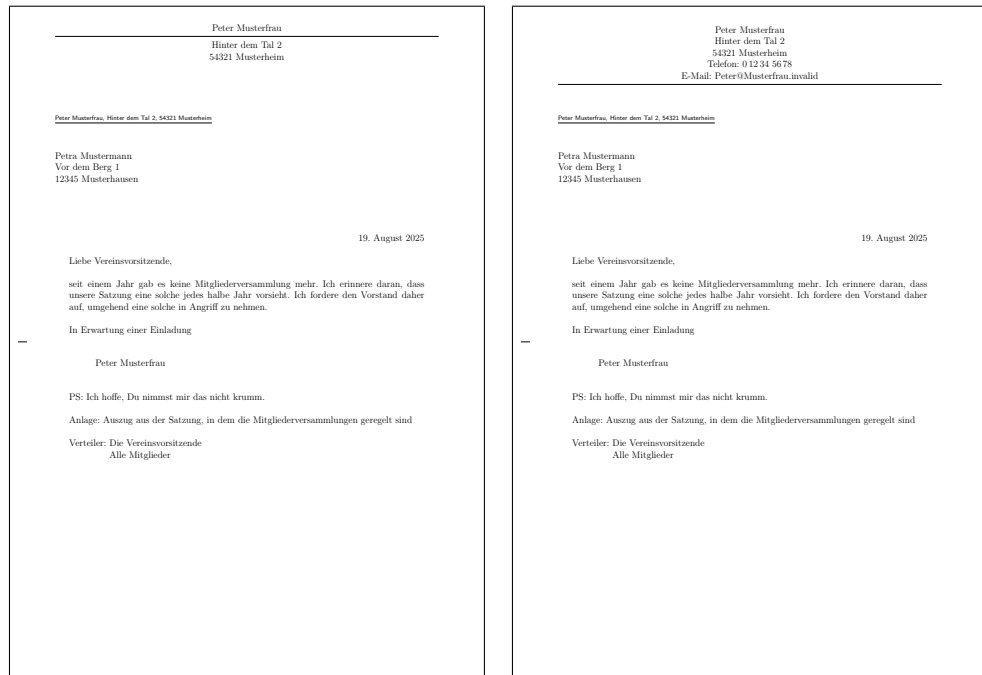 Peter Musterfrau
Hinter dem Tal 2
54321 Musterheim
Peter Musterfrau, Hinter dem Tal 2, 54321 Musterheim
Petra Mustermann
Vor dem Berg 1
12345 Musterhausen
19. August 2025
Liebe Vereinsvorsitzende,
seit einem Jahr gab es keine Mitgliederversammlung mehr. Ich erinnere daran, dass
unsere Satzung eine solche jedes halbe Jahr vorsieht. Ich fordere den Vorstand daher
auf, umgehend eine solche in Angriff zu nehmen.
In Erwartung einer Einladung
Peter Musterfrau
PS: Ich hoffe, Du nimmst mir das nicht krumm.
Anlage: Auszug aus der Satzung, in dem die Mitgliederversammlungen geregelt sind
Verteiler: Die Vereinsvorsitzende
Alle Mitglieder
Peter Musterfrau
Hinter dem Tal 2
54321 Musterheim
Telefon: 0 12 34 56 78
E-Mail: Peter@Musterfrau.invalid
Peter Musterfrau, Hinter dem Tal 2, 54321 Musterheim
Petra Mustermann
Vor dem Berg 1
12345 Musterhausen
19. August 2025
Liebe Vereinsvorsitzende,
seit einem Jahr gab es keine Mitgliederversammlung mehr. Ich erinnere daran, dass
unsere Satzung eine solche jedes halbe Jahr vorsieht. Ich fordere den Vorstand daher
auf, umgehend eine solche in Angriff zu nehmen.
In Erwartung einer Einladung
Peter Musterfrau
PS: Ich hoffe, Du nimmst mir das nicht krumm.
Anlage: Auszug aus der Satzung, in dem die Mitgliederversammlungen geregelt sind
Verteiler: Die Vereinsvorsitzende
Alle Mitglieder